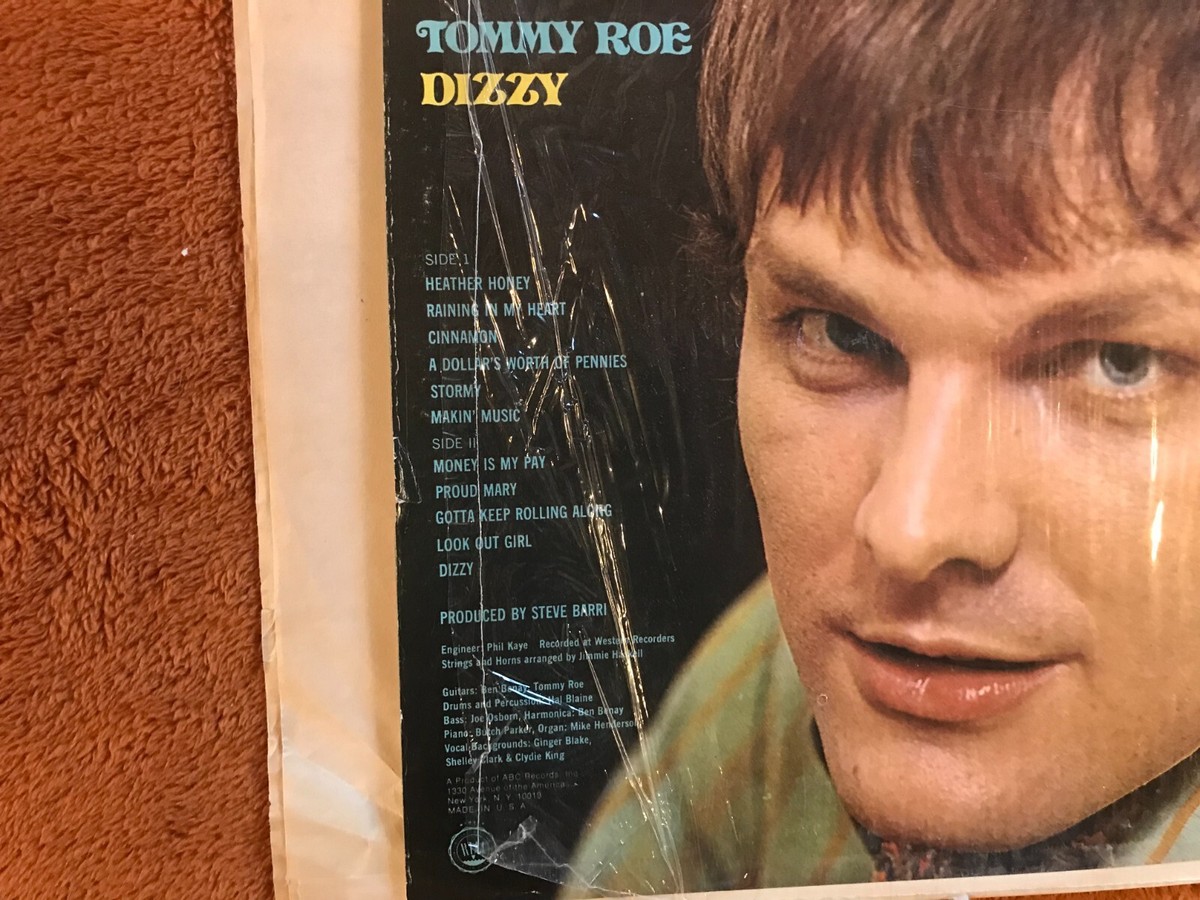 TOMMY ROE
DIZZY
SIDE 1
HEATHER HONEY
RAINING IN MY HEART
CINNAMON
A DOLLAR'S WORTH OF PENNIES
STORMY
MAKIN' MUSIC
SIDE II
MONEY IS MY PAY
PROUD MARY
GOTTA KEEP ROLLING ALONG
LOOK OUT GIRL
DIZZY
PRODUCED BY STEVE BARRI
Engineer: Phil Kaye Recorded at Western Recorders
Strings and Horns arranged by Jimmie Haskell
Guitars: Ben Benay, Tommy Roe
Drums and Percussion: Hal Blaine
Bass: Joe Osborn, Harmonica: Ben Benay
Piano: Butch Parker, Organ: Mike Henderson
Vocal Backgrounds: Ginger Blake,
Shelley Clark & Clydie King
A Product of ABC Records, Inc.
1330 Avenue of the Americas
New York, N.Y. 10019
MADE IN U.S.A.